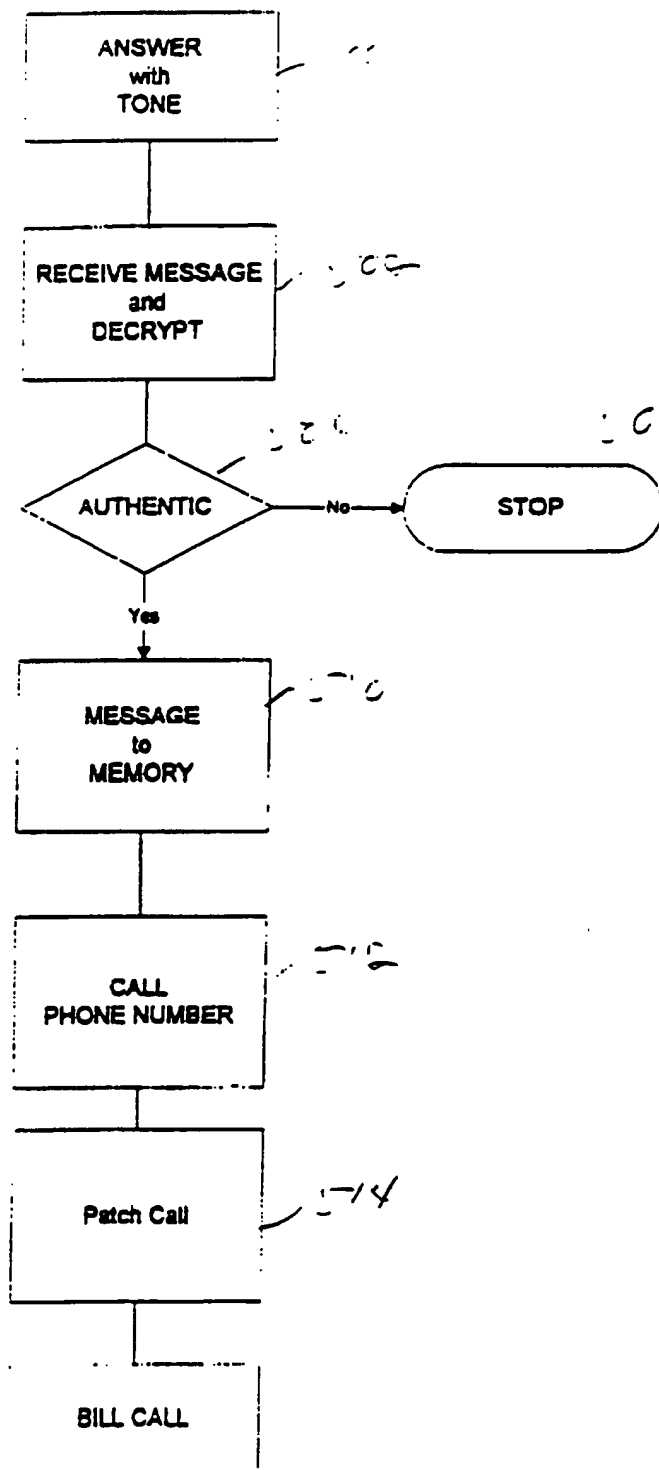 ANSWER
with
TONE
RECEIVE MESSAGE
and
DECRYPT
AUTHENTIC
No
STOP
Yes
MESSAGE
to
MEMORY
CALL
PHONE NUMBER
Patch Call
BILL CALL